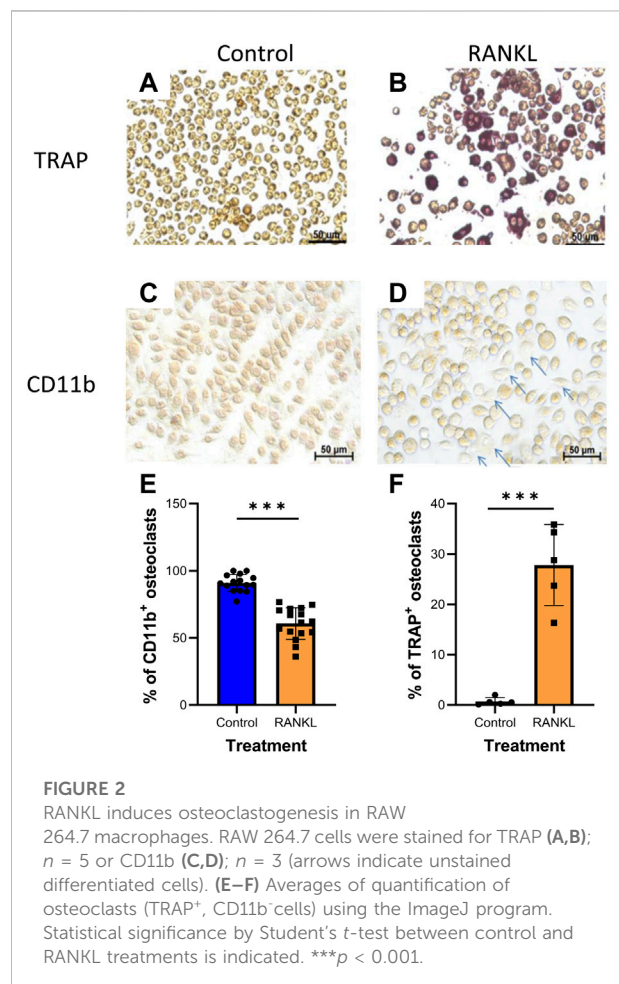 Control
RANKL
A
B
TRAP
50 µm
50 µm
C
D
CD11b
50 µm
50 µm
E
F
150
100
50
0
% of CD11b⁺ osteoclasts
***
Control
RANKL
Treatment
40
30
20
10
0
% of TRAP⁺ osteoclasts
***
Control
RANKL
Treatment
FIGURE 2
RANKL induces osteoclastogenesis in RAW
264.7 macrophages. RAW 264.7 cells were stained for TRAP (A,B);
n = 5 or CD11b (C,D); n = 3 (arrows indicate unstained
differentiated cells). (E–F) Averages of quantification of
osteoclasts (TRAP⁺, CD11b⁻cells) using the ImageJ program.
Statistical significance by Student's t-test between control and
RANKL treatments is indicated. ***p < 0.001.